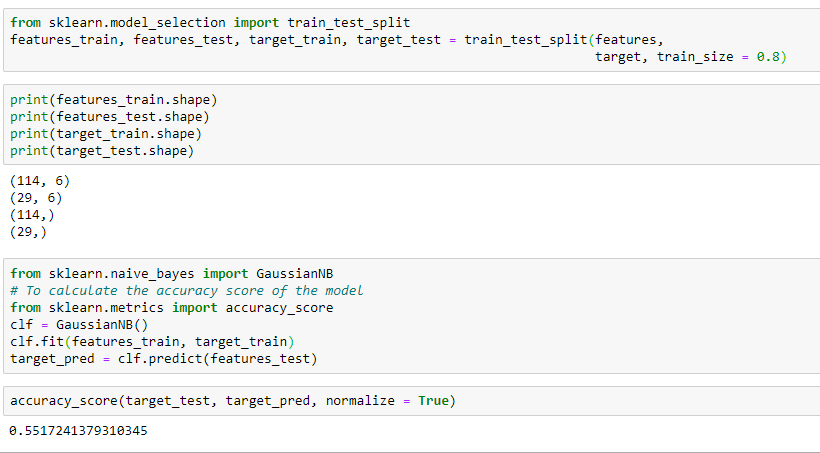 from sklearn.model_selection import train_test_split
features_train, features_test, target_train, target_test = train_test_split(features,
                                                                            target, train_size = 0.8)
print(features_train.shape)
print(features_test.shape)
print(target_train.shape)
print(target_test.shape)
(114, 6)
(29, 6)
(114,)
(29,)
from sklearn.naive_bayes import GaussianNB
# To calculate the accuracy score of the model
from sklearn.metrics import accuracy_score
clf = GaussianNB()
clf.fit(features_train, target_train)
target_pred = clf.predict(features_test)
accuracy_score(target_test, target_pred, normalize = True)
0.5517241379310345